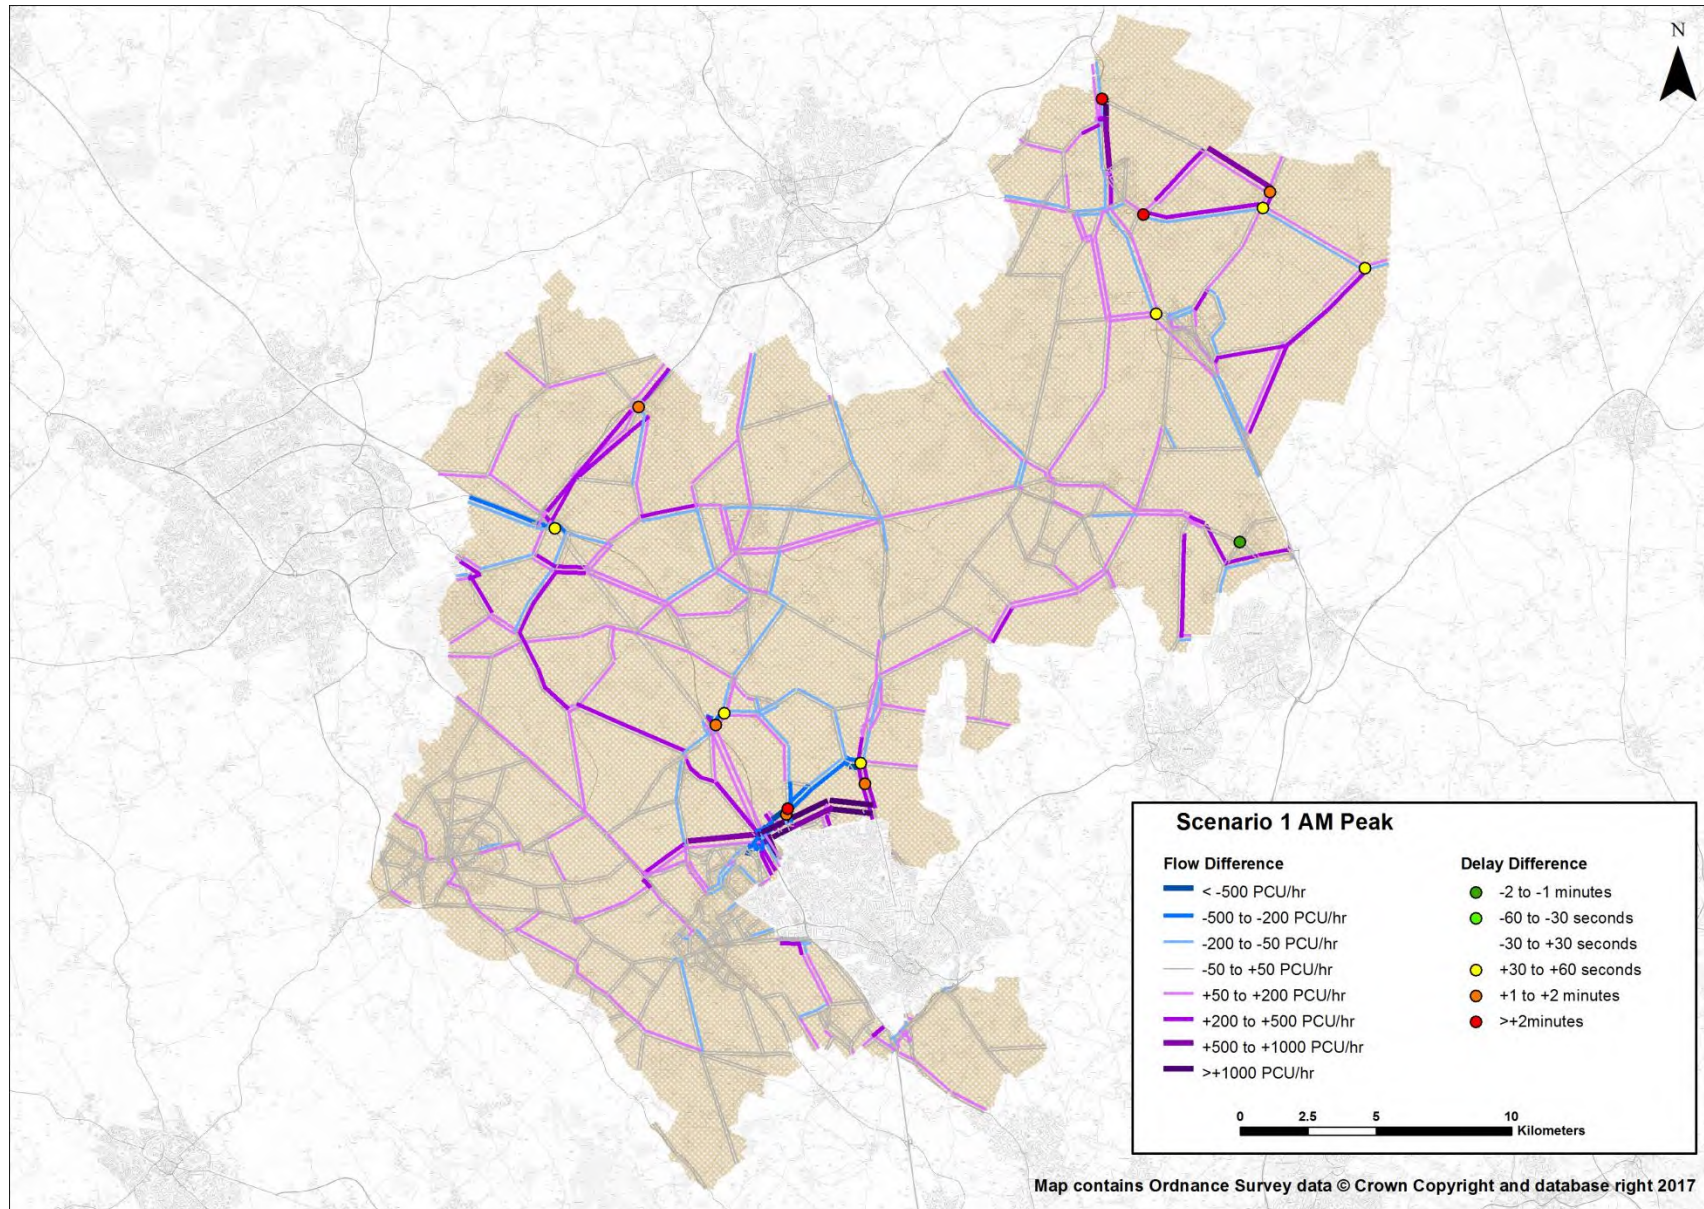 N
Scenario 1 AM Peak
Flow Difference
< -500 PCU/hr
-500 to -200 PCU/hr
-200 to -50 PCU/hr
-50 to +50 PCU/hr
+50 to +200 PCU/hr
+200 to +500 PCU/hr
+500 to +1000 PCU/hr
>+1000 PCU/hr
Delay Difference
-2 to -1 minutes
-60 to -30 seconds
-30 to +30 seconds
+30 to +60 seconds
+1 to +2 minutes
>+2minutes
0 2.5 5 10
Kilometers
Map contains Ordnance Survey data © Crown Copyright and database right 2017